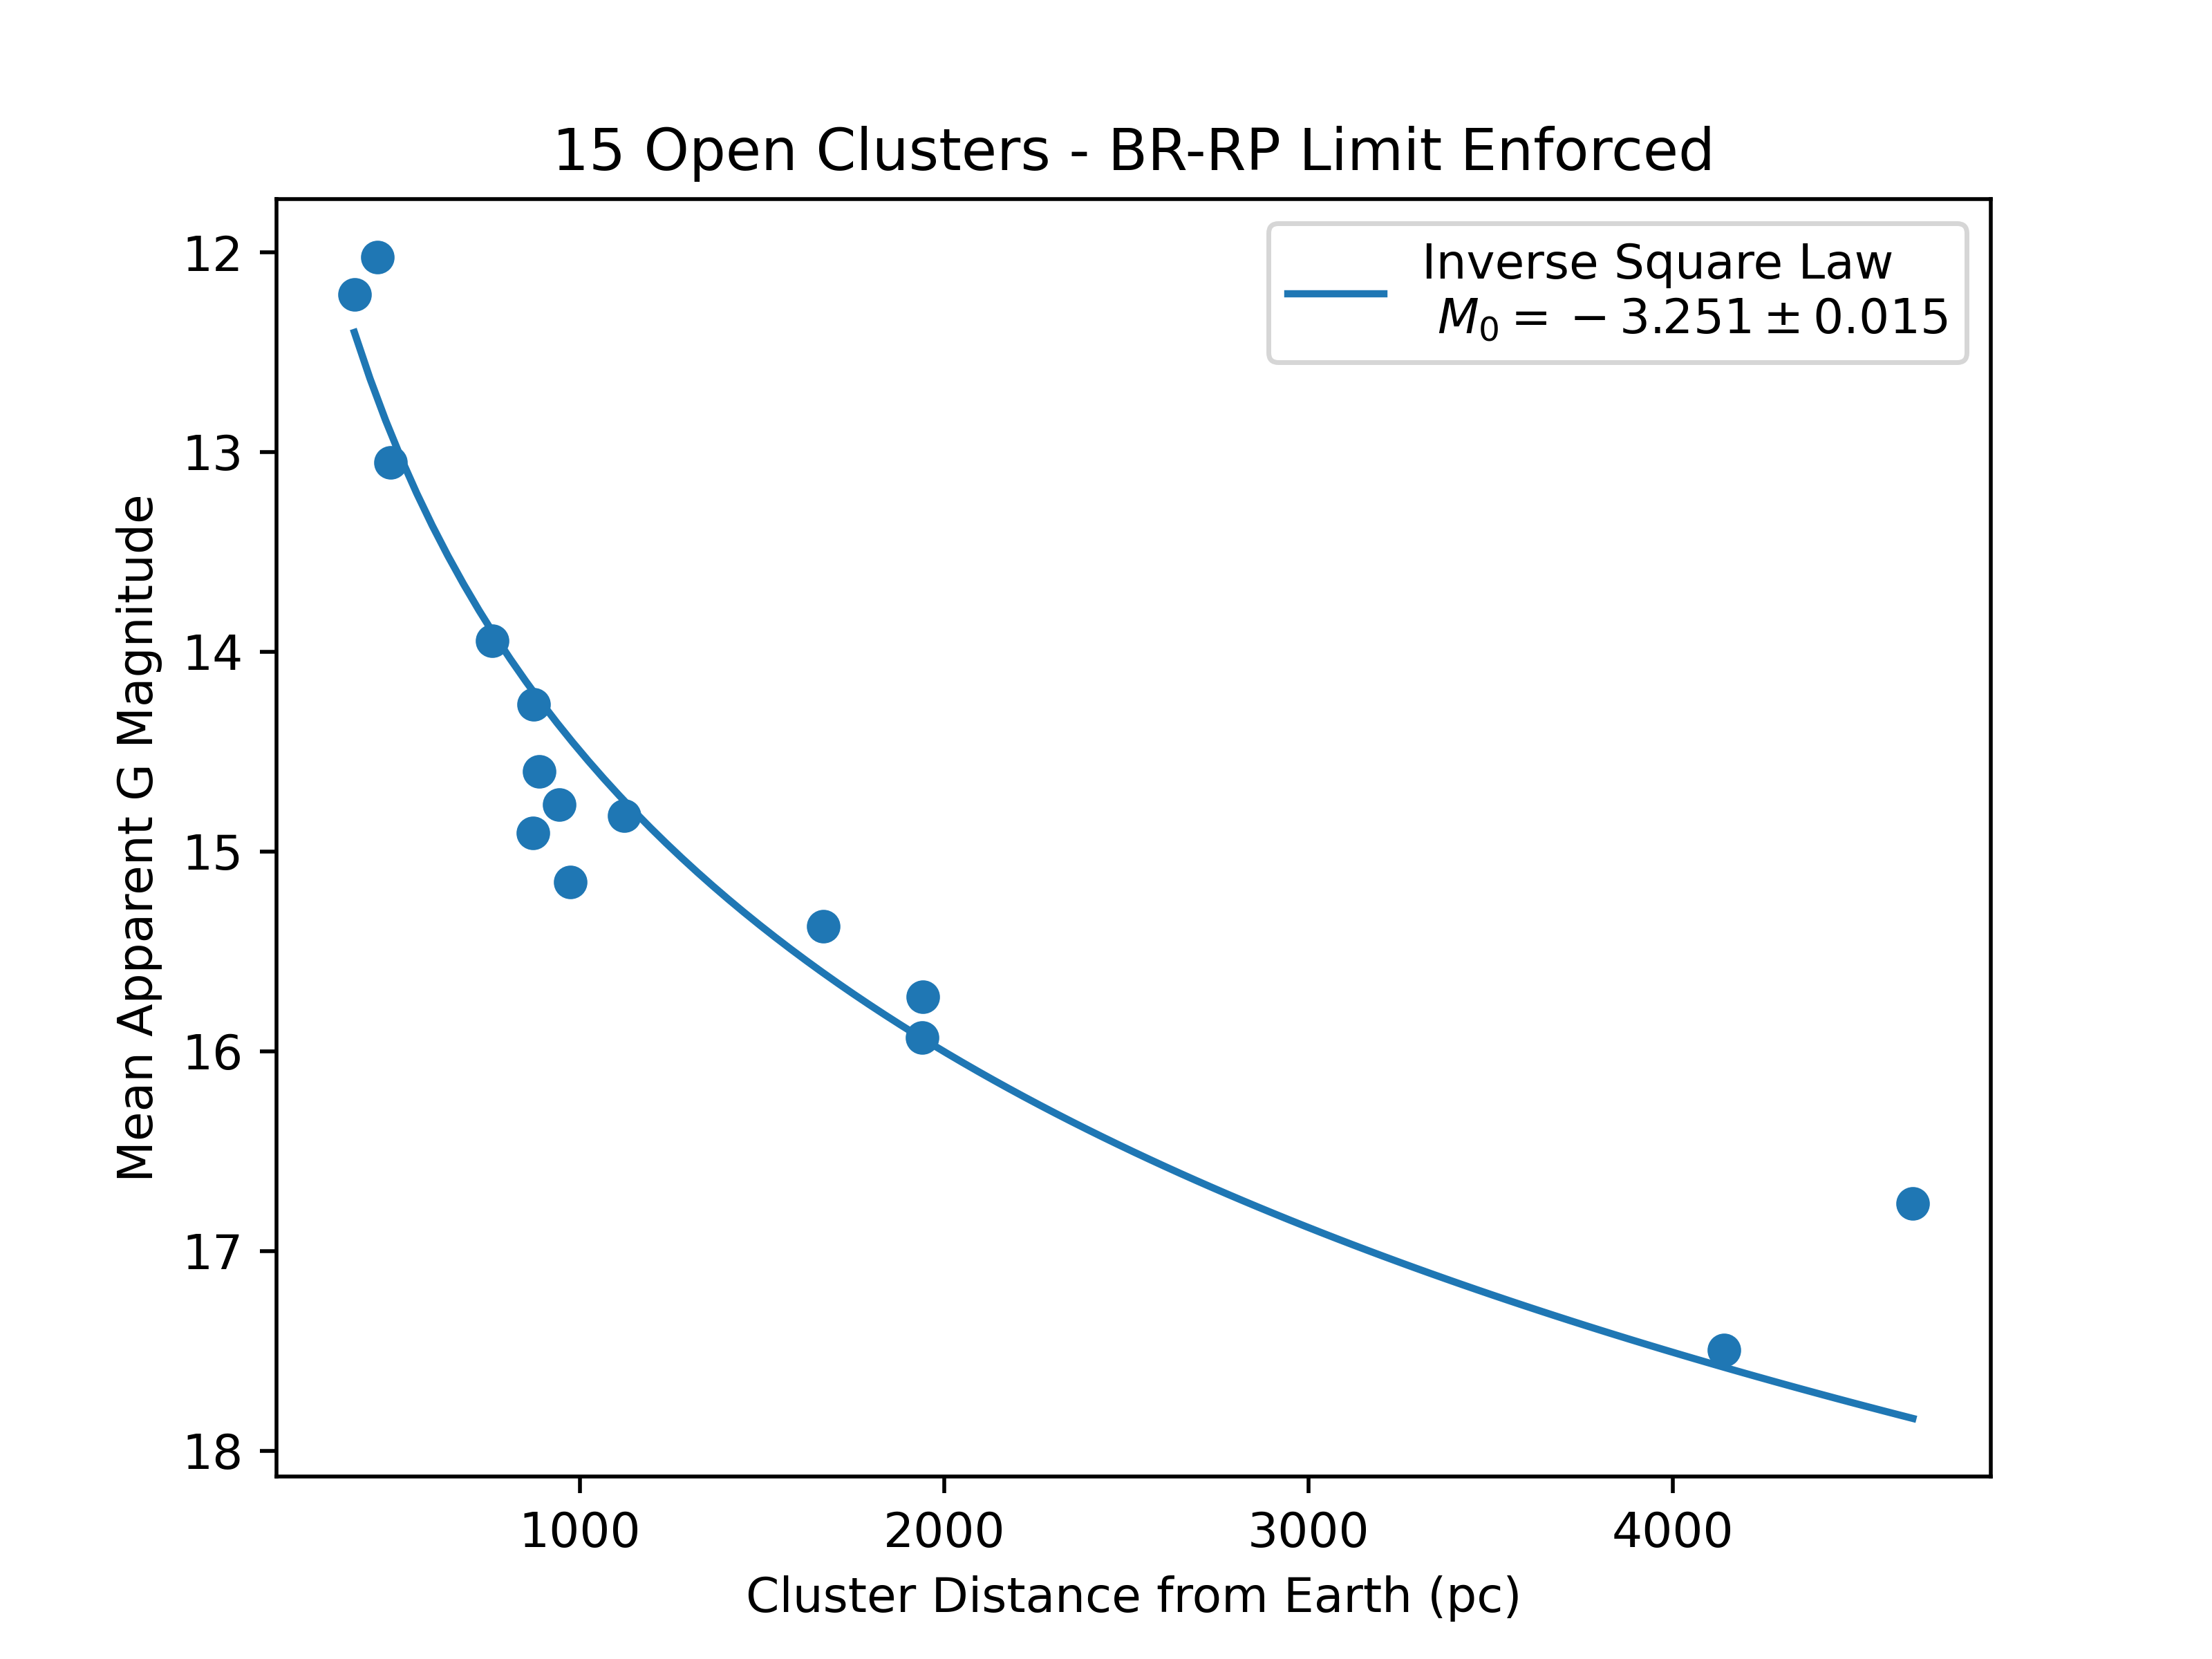 15 Open Clusters - BR-RP Limit Enforced
Inverse Square Law
M₀ = −3.251 ± 0.015
Mean Apparent G Magnitude
12
13
14
15
16
17
18
1000 2000 3000 4000
Cluster Distance from Earth (pc)